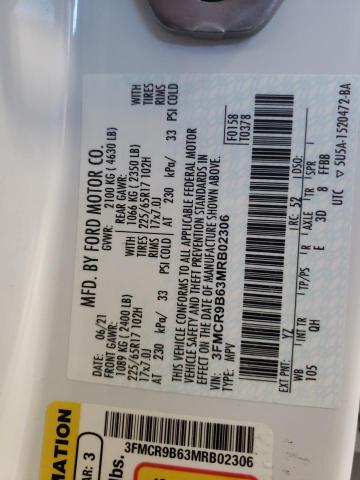 MFD. BY FORD MOTOR CO.
06/21 GVWR: 2100 KG ( 4630 LB)
FRONT GAWR: REAR GAWR:
1089 KG ( 2400 LB) 1066 KG ( 2350 LB) WITH
225/65R17 102H 225/65R17 102H TIRES
17x7.0J 17x7.0J RIMS
AT 230 kPa/ 33 PSI COLD AT 230 kPa/ 33 PSI COLD
WITH
TIRES
RIMS
THIS VEHICLE CONFORMS TO ALL APPLICABLE FEDERAL MOTOR
VEHICLE SAFETY AND THEFT PREVENTION STANDARDS IN
EFFECT ON THE DATE OF MANUFACTURE SHOWN ABOVE.
F0158
T0378
3FMCR9B63MRB02306
TYPE: MPV
EXT PNT: YZ RC: 52 DSO:
WB INT TR TP/PS R AXLE TR SPR
105 QH E 3D 8 FFBB
UTC ▽ 5U5A-1520472-BA
3FMCR9B63MRB02306
MATION
AR: 3
lbs.